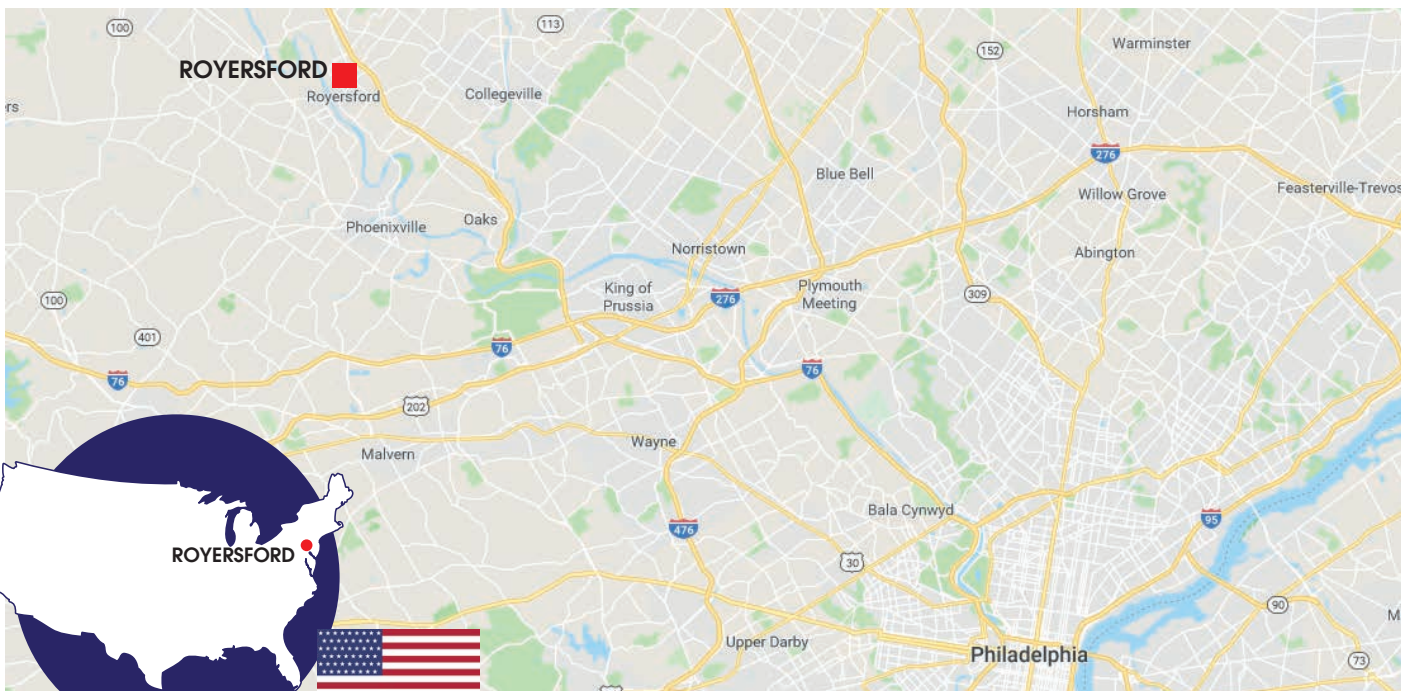 100
113
152
Warminster
ROYERSFORD
Royersford
Collegeville
ers
Horsham
276
Blue Bell
Willow Grove
Feasterville-Trevos
Phoenixville
Oaks
Norristown
Abington
King of
Prussia
276
Plymouth
Meeting
309
100
401
76
76
76
202
Wayne
Malvern
Bala Cynwyd
95
476
ROYERSFORD
30
90
M
Upper Darby
Philadelphia
73